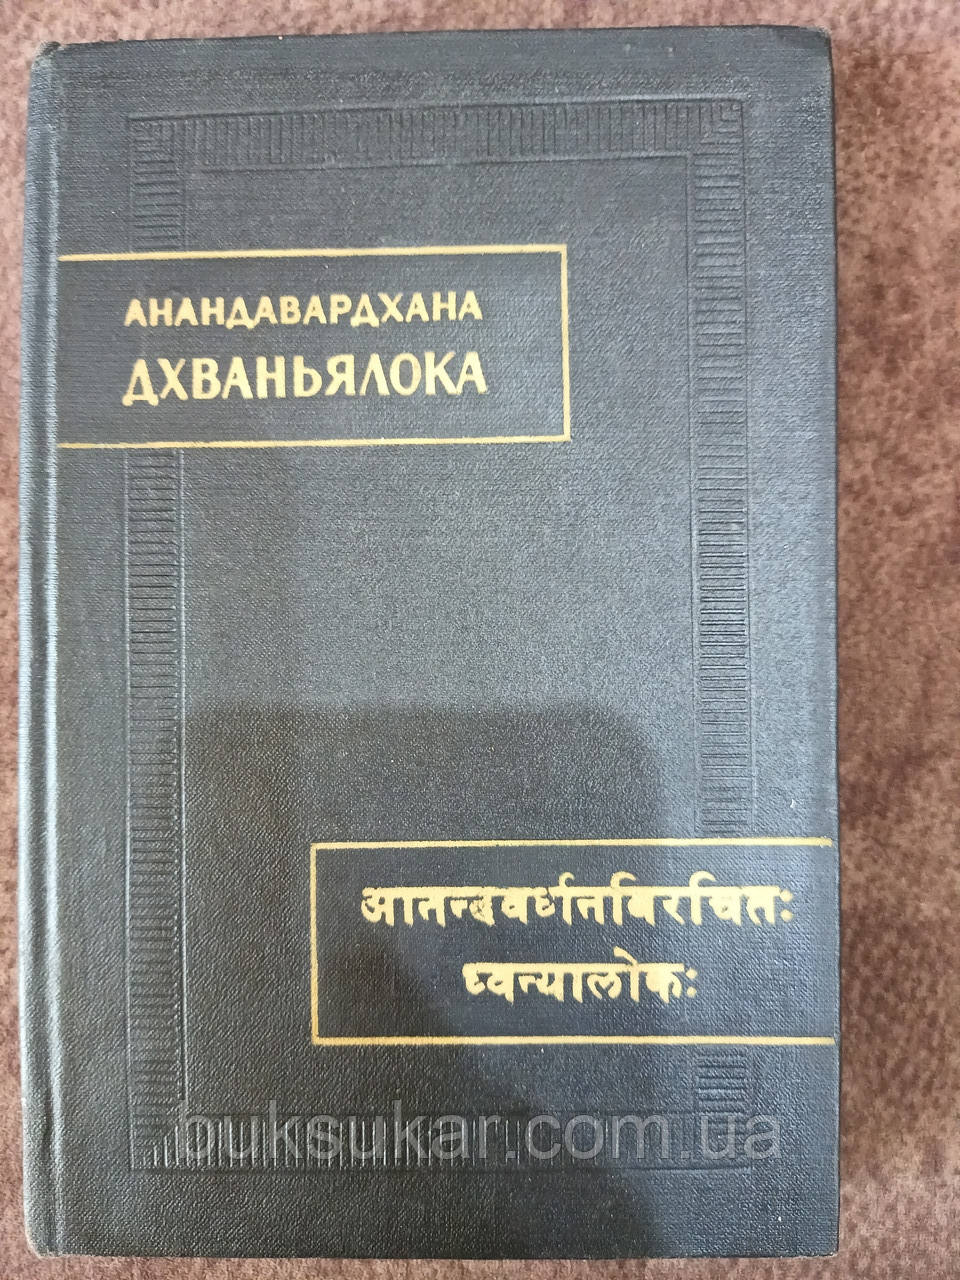 АНАНДАВАРДХАНА
ДХВАНЬЯЛОКА
आनन्दवर्धनविरचितः
ध्वन्यालोकः
buksukar.com.ua